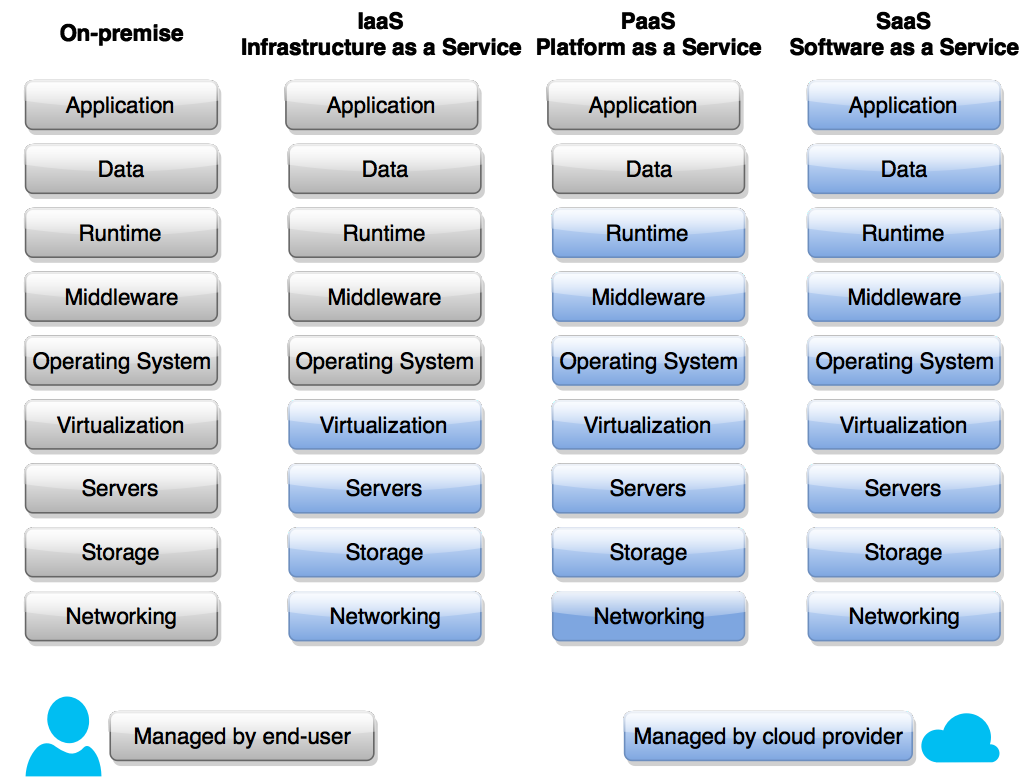 On-premise
IaaS
Infrastructure as a Service
PaaS
Platform as a Service
SaaS
Software as a Service
Application
Application
Application
Application
Data
Data
Data
Data
Runtime
Runtime
Runtime
Runtime
Middleware
Middleware
Middleware
Middleware
Operating System
Operating System
Operating System
Operating System
Virtualization
Virtualization
Virtualization
Virtualization
Servers
Servers
Servers
Servers
Storage
Storage
Storage
Storage
Networking
Networking
Networking
Networking
Managed by end-user
Managed by cloud provider